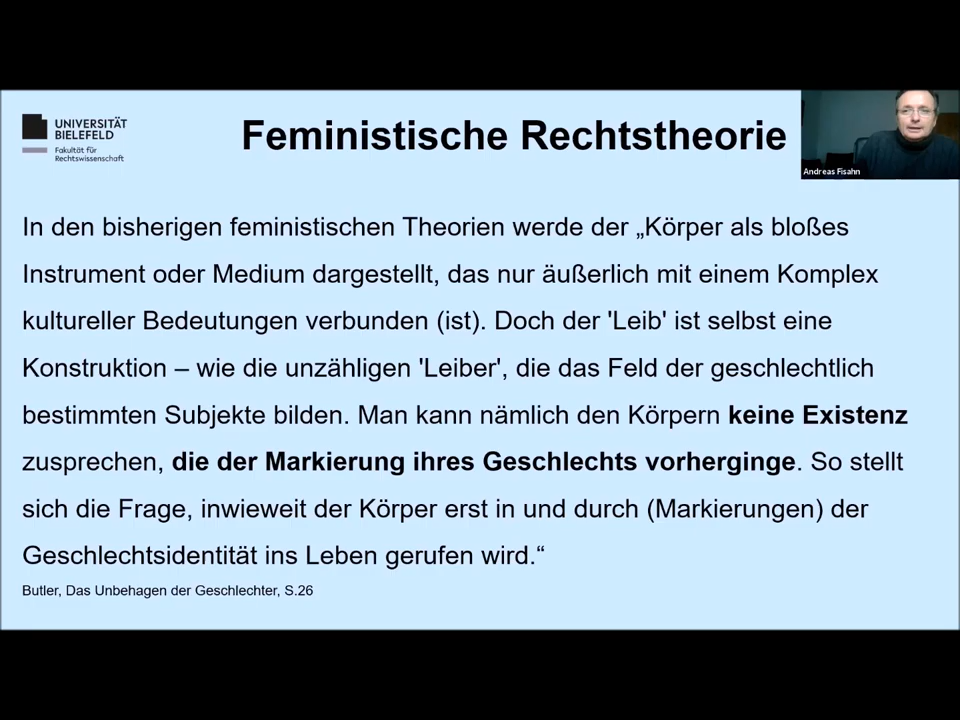 UNIVERSITÄT
BIELEFELD
Fakultät für
Rechtswissenschaft
Feministische Rechtstheorie
Andreas Fisahn
In den bisherigen feministischen Theorien werde der „Körper als bloßes
Instrument oder Medium dargestellt, das nur äußerlich mit einem Komplex
kultureller Bedeutungen verbunden (ist). Doch der 'Leib' ist selbst eine
Konstruktion – wie die unzähligen 'Leiber', die das Feld der geschlechtlich
bestimmten Subjekte bilden. Man kann nämlich den Körpern keine Existenz
zusprechen, die der Markierung ihres Geschlechts vorherginge. So stellt
sich die Frage, inwieweit der Körper erst in und durch (Markierungen) der
Geschlechtsidentität ins Leben gerufen wird.“
Butler, Das Unbehagen der Geschlechter, S.26